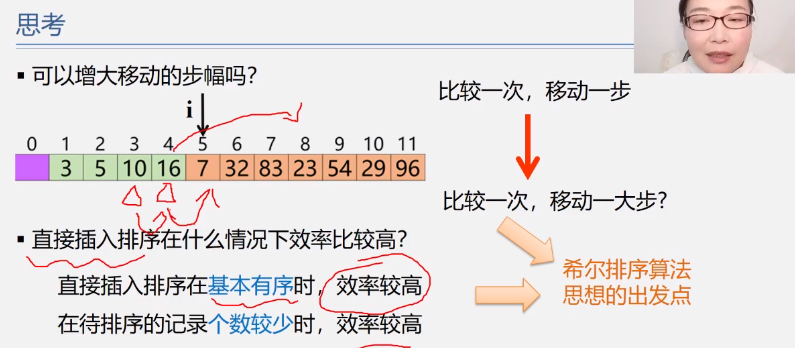 思考
▪ 可以增大移动的步幅吗?
i
0 1 2 3 4 5 6 7 8 9 10 11
3 5 10 16 7 32 83 23 54 29 96
▪ 直接插入排序在什么情况下效率比较高?
直接插入排序在基本有序时,效率较高
在待排序的记录个数较少时,效率较高
比较一次，移动一步
比较一次，移动一大步?
希尔排序算法
思想的出发点